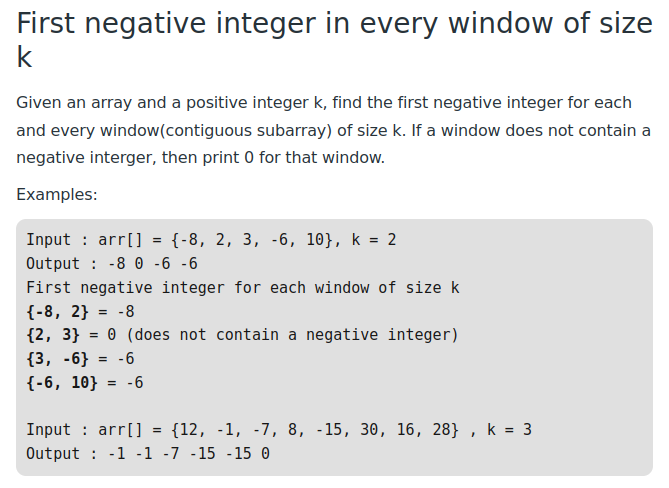 First negative integer in every window of size
k
Given an array and a positive integer k, find the first negative integer for each
and every window(contiguous subarray) of size k. If a window does not contain a
negative interger, then print 0 for that window.
Examples:
Input : arr[] = {-8, 2, 3, -6, 10}, k = 2
Output : -8 0 -6 -6
First negative integer for each window of size k
{-8, 2} = -8
{2, 3} = 0 (does not contain a negative integer)
{3, -6} = -6
{-6, 10} = -6
Input : arr[] = {12, -1, -7, 8, -15, 30, 16, 28} , k = 3
Output : -1 -1 -7 -15 -15 0